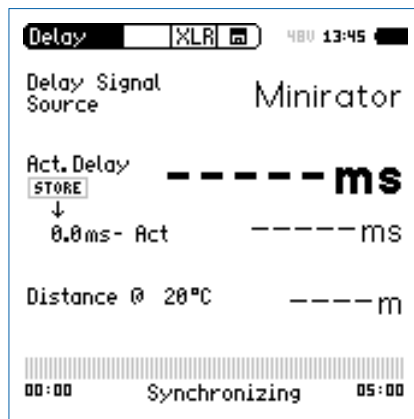 Delay XLR 48V 13:45
Delay Signal
Source
Minirator
Act. Delay
-----ms
STORE
↓
0.0ms- Act
-----ms
Distance @ 20°C
----m
00:00 Synchronizing 05:00